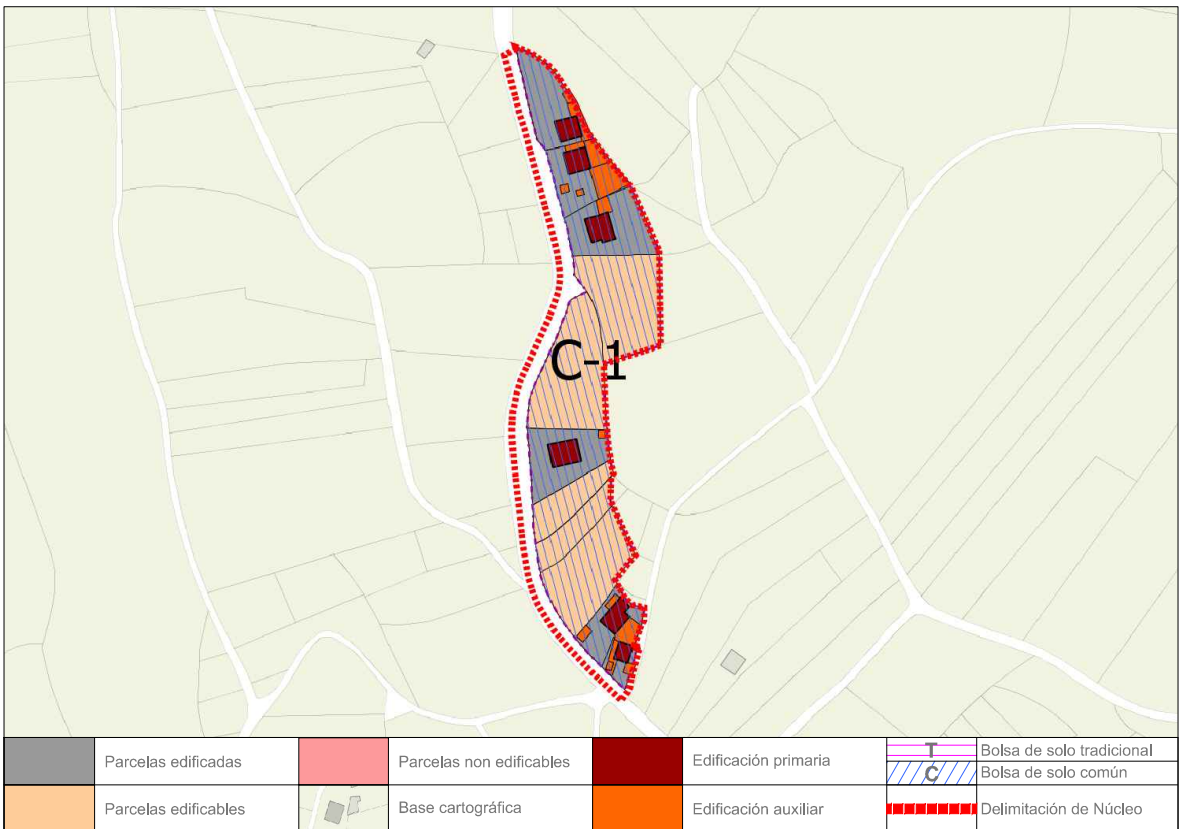 C-1
Parcelas edificadas
Parcelas non edificables
Edificación primaria
T
Bolsa de solo tradicional
C
Bolsa de solo común
Parcelas edificables
Base cartográfica
Edificación auxiliar
Delimitación de Núcleo